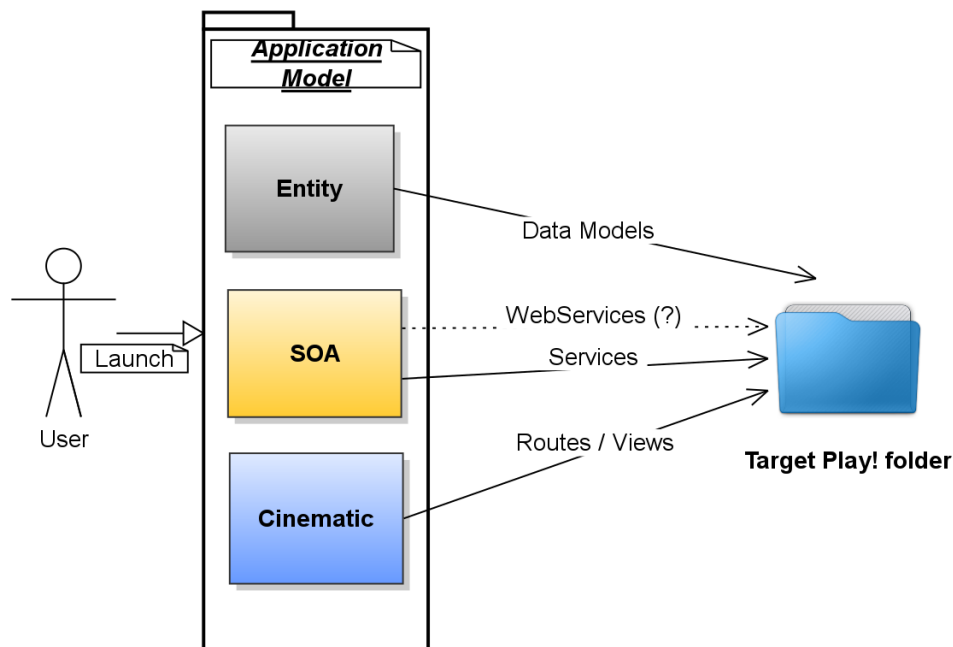 Application
Model
Entity
Data Models
WebServices (?)
SOA
Services
Launch
User
Routes / Views
Target Play! folder
Cinematic